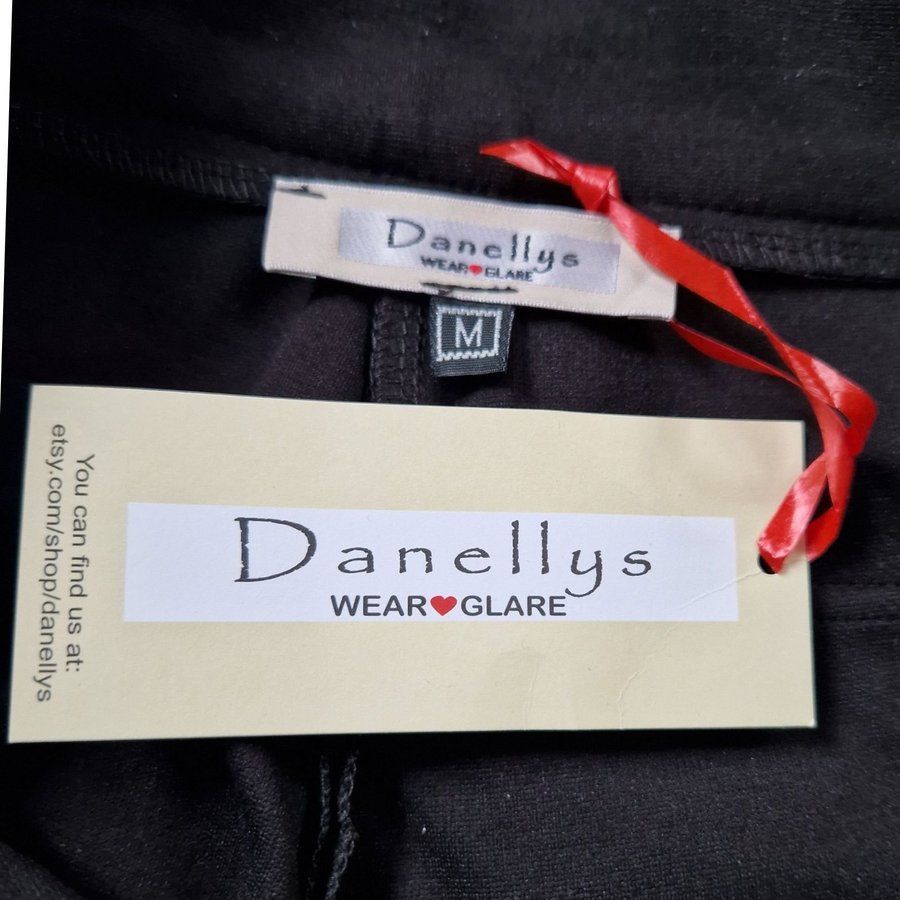 Danellys
WEAR❤GLARE
M
You can find us at:
etsy.com/shop/danellys
Danellys
WEAR❤GLARE